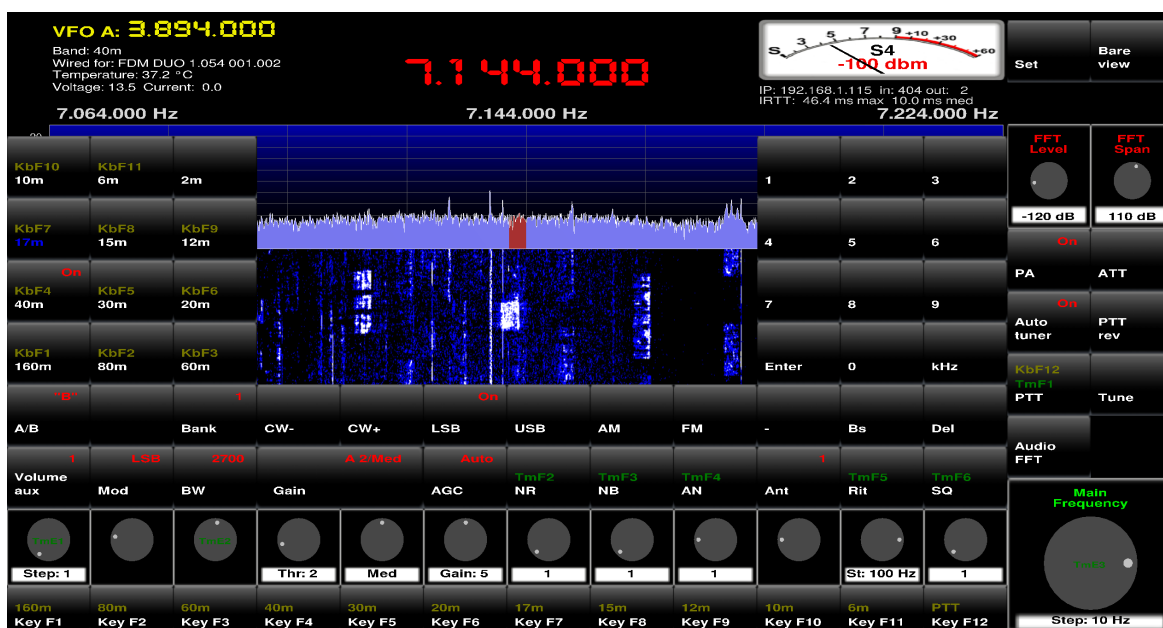 VFO A: 3.894.000
Band: 40m
Wired for: FDM DUO 1.054 001.002
Temperature: 37.2 °C
Voltage: 13.5 Current: 0.0
7.144.000
S 3 5 7 9 +10 +30 +60
S4
-100 dbm
IP: 192.168.1.115 in: 404 out: 2
IRTT: 46.4 ms max 10.0 ms med
Set
Bare view
7.064.000 Hz 7.144.000 Hz 7.224.000 Hz
KbF10 KbF11
10m 6m 2m 1 2 3
FFT Level FFT Span
-120 dB 110 dB
KbF7 KbF8 KbF9
17m 15m 12m 4 5 6
On
PA ATT
On
KbF4 KbF5 KbF6
40m 30m 20m 7 8 9
On
Auto tuner PTT rev
KbF1 KbF2 KbF3
160m 80m 60m Enter 0 kHz
KbF12
TmF1
PTT Tune
"B" 1 On
A/B Bank CW- CW+ LSB USB AM FM - Bs Del
Audio FFT
1 LSB 2700 A 2/Med Auto 1
TmF2 TmF3 TmF4 TmF5 TmF6
Volume aux Mod BW Gain AGC NR NB AN Ant Rit SQ
Main Frequency
Step: 1 Thr: 2 Med Gain: 5 1 1 1 St: 100 Hz 1
160m 80m 60m 40m 30m 20m 17m 15m 12m 10m 6m PTT
Key F1 Key F2 Key F3 Key F4 Key F5 Key F6 Key F7 Key F8 Key F9 Key F10 Key F11 Key F12
Step: 10 Hz